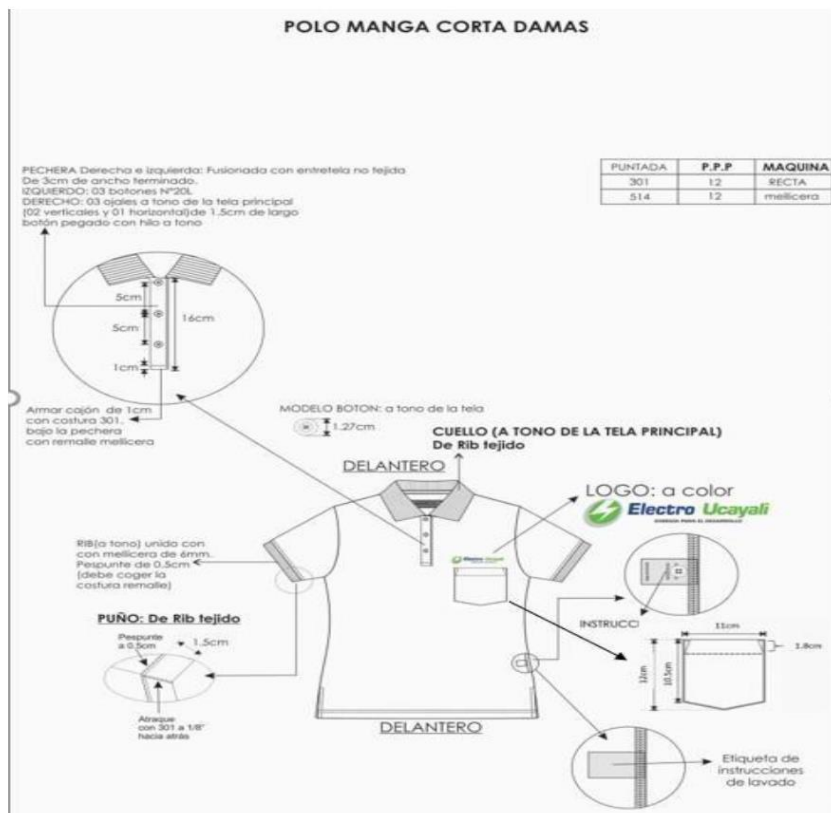 POLO MANGA CORTA DAMAS
PECHERA Derecha e izquierda: Fusionada con entretela no tejida
De 3cm de ancho terminado.
IZQUIERDO: 03 botones N°20L
DERECHO: 03 ojales a tono de la tela principal
(02 verticales y 01 horizontal)de 1.5cm de largo
botón pegado con hilo a tono
PUNTADA P.P.P MAQUINA
301 12 RECTA
514 12 mellicera
5cm
5cm
16cm
1cm
Armar cajón de 1cm
con costura 301.
bajo la pechera
con remalle mellicera
MODELO BOTON: a tono de la tela
1.27cm
CUELLO (A TONO DE LA TELA PRINCIPAL)
De Rib tejido
DELANTERO
LOGO: a color
Electro Ucayali
ENERGÍA PARA EL DESARROLLO
Electro Ucayali
RIB(a tono) unida con
con mellicera de 6mm.
Pespunte de 0.5cm
(debe coger la
costura remalle)
PUÑO: De Rib tejido
Pespunte
a 0.5cm
1.5cm
Atraque
con 301 a 1/8"
hacia atrás
INSTRUCCI
11cm
1.8cm
12cm
10.5cm
DELANTERO
Etiqueta de
instrucciones
de lavado